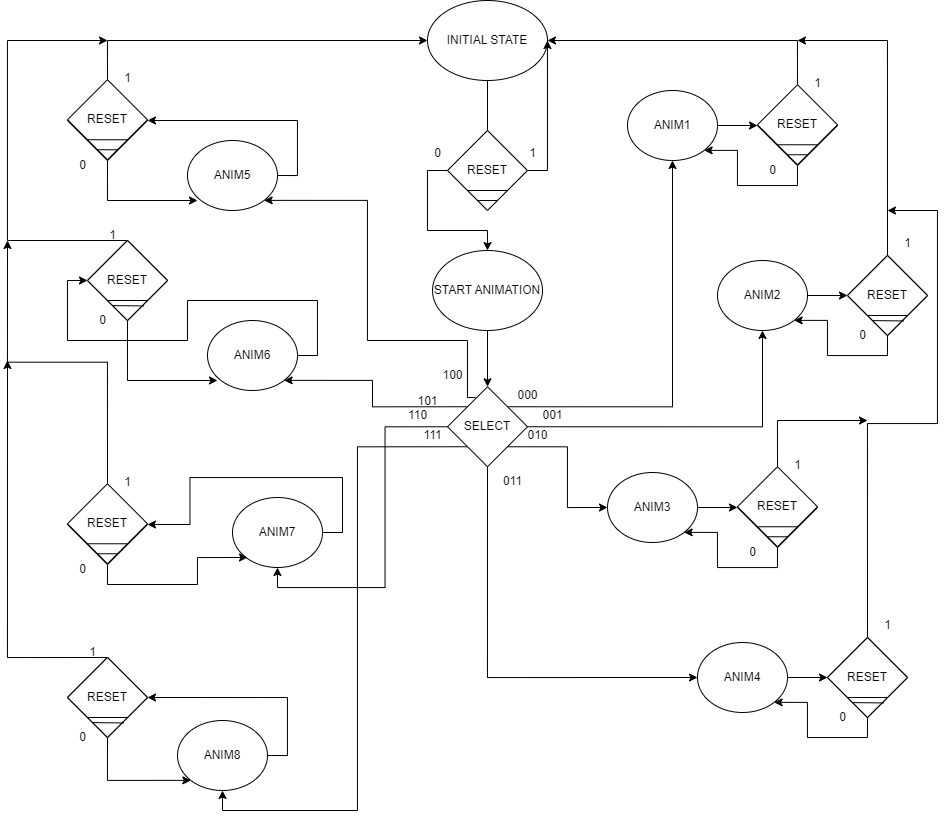 INITIAL STATE
1
RESET
0
ANIM5
0
RESET
1
ANIM1
RESET
1
0
1
RESET
0
ANIM6
START ANIMATION
ANIM2
RESET
1
0
100
101
110
111
SELECT
000
001
010
011
1
RESET
0
ANIM7
ANIM3
RESET
1
0
1
RESET
0
ANIM8
ANIM4
RESET
1
0